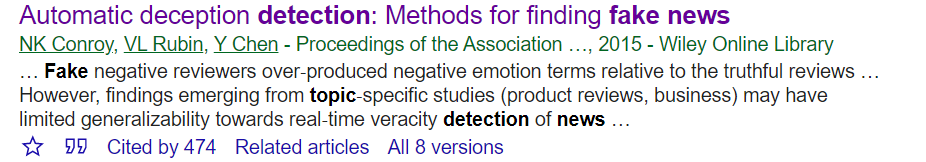 Automatic deception detection: Methods for finding fake news
NK Conroy, VL Rubin, Y Chen - Proceedings of the Association …, 2015 - Wiley Online Library
… Fake negative reviewers over-produced negative emotion terms relative to the truthful reviews …
However, findings emerging from topic-specific studies (product reviews, business) may have
limited generalizability towards real-time veracity detection of news …
Cited by 474 Related articles All 8 versions